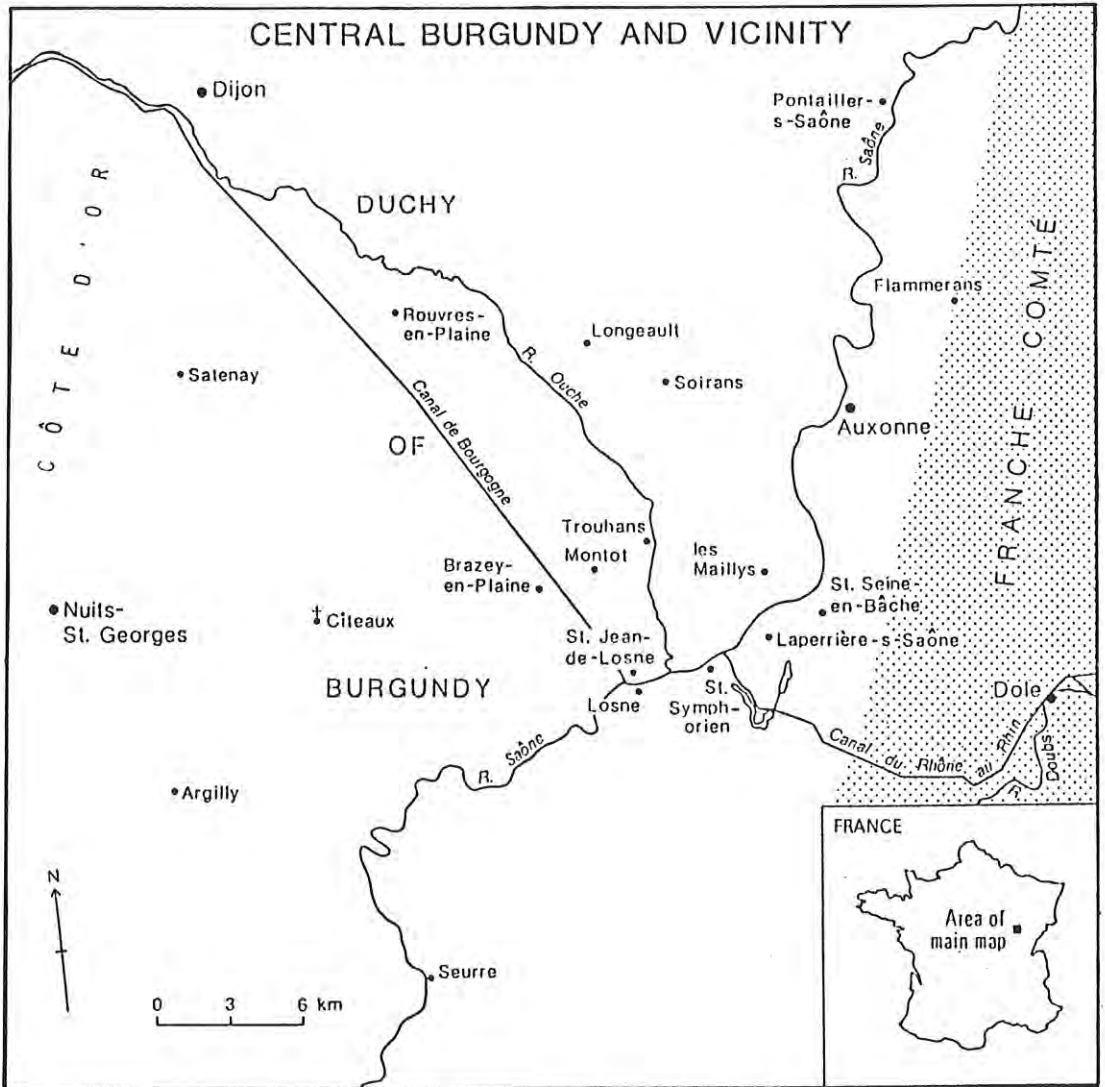 CENTRAL BURGUNDY AND VICINITY
Dijon
Pontailler-
s-Saône
R. Saône
CÔTE D'OR
DUCHY
Flammerans
Rouvres-
en-Plaine
Longeault
R. Ouche
Satenay
Soirans
FRANCHE COMTÉ
Auxonne
Canal de Bourgogne
OF
Trouhans
Montot
les
Maillys
Brazey-
en-Plaine
St. Seine-
en-Bâche
Nuits-
St. Georges
† Cîteaux
St. Jean-
de-Losne
Laperrière-s-Saône
BURGUNDY
Losne
St.
Symph-
orien
Dole
R. Saône
Canal du Rhône au Rhin
R. Doubs
Argilly
FRANCE
N
Area of
main map
Seurre
0 3 6 km